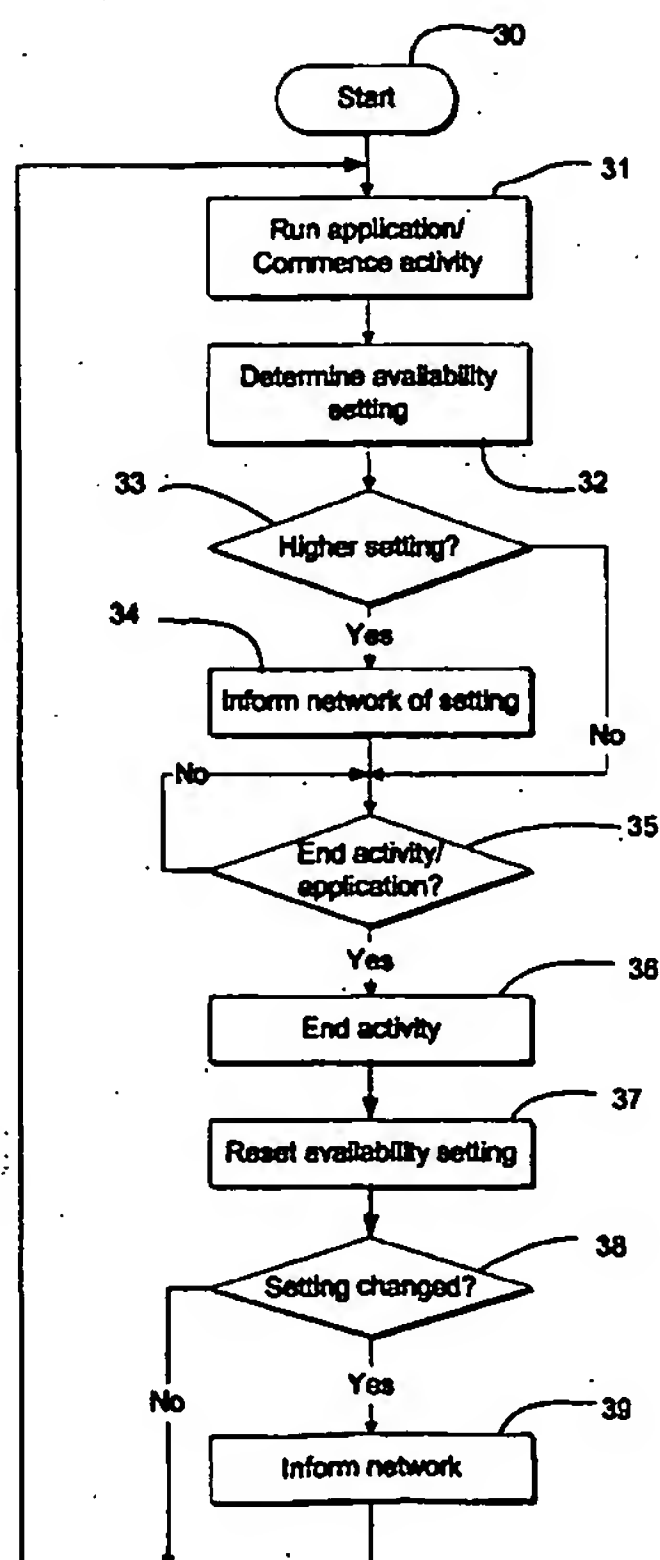 30
Start
31
Run application/
Commence activity
Determine availability
setting
32
33
Higher setting?
34
Yes
Inform network of setting
No
No
35
End activity/
application?
Yes
36
End activity
37
Reset availability setting
38
Setting changed?
No
Yes
39
Inform network